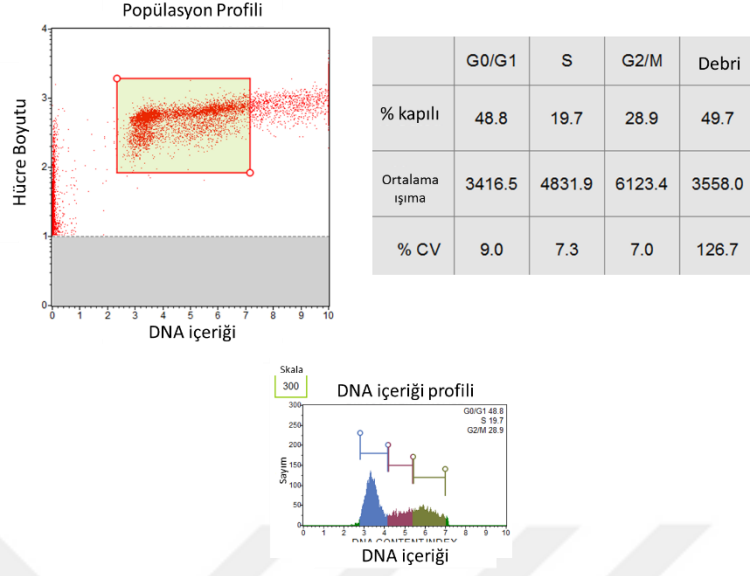 Popülasyon Profili
4
3
2
1
0
Hücre Boyutu
0 1 2 3 4 5 6 7 8 9 10
DNA içeriği
G0/G1 S G2/M Debri
% kapılı 48.8 19.7 28.9 49.7
Ortalama ışıma 3416.5 4831.9 6123.4 3558.0
% CV 9.0 7.3 7.0 126.7
Skala
300
DNA içeriği profili
G0/G1 48.8
S 19.7
G2/M 28.9
300
250
200
150
100
50
0
Sayım
0 1 2 3 4 5 6 7 8 9 10
DNA CONTENT INDEX
DNA içeriği